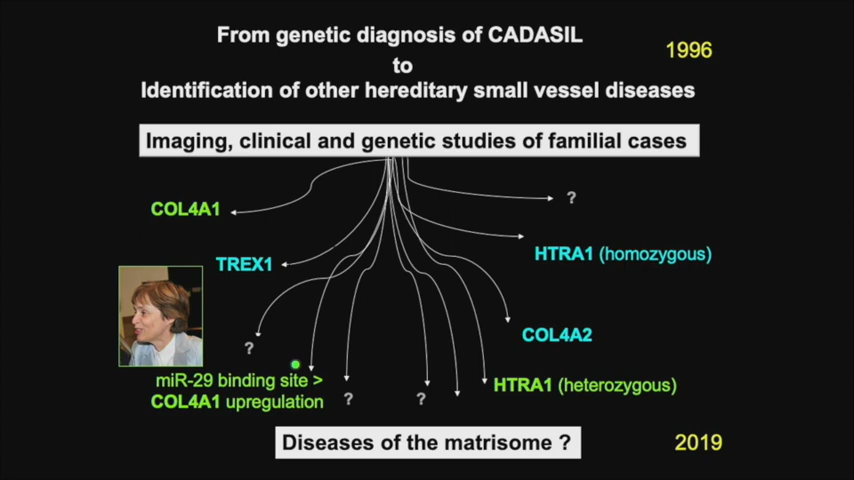 From genetic diagnosis of CADASIL
1996
to
Identification of other hereditary small vessel diseases
Imaging, clinical and genetic studies of familial cases
?
COL4A1
HTRA1 (homozygous)
TREX1
COL4A2
?
miR-29 binding site >
HTRA1 (heterozygous)
COL4A1 upregulation
?
?
Diseases of the matrisome ?
2019